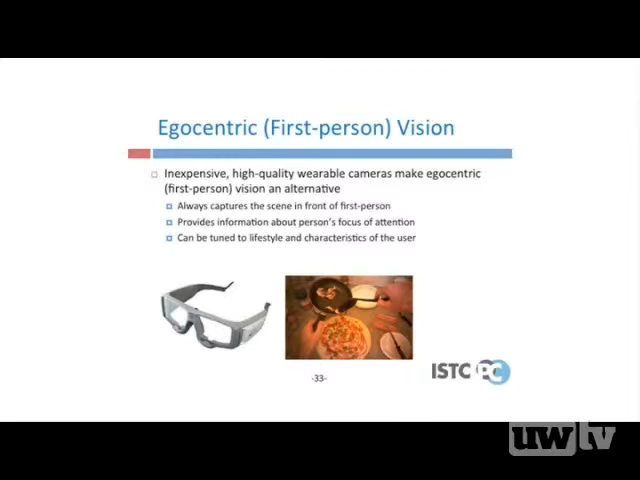 Egocentric (First-person) Vision
Inexpensive, high-quality wearable cameras make egocentric
(first-person) vision an alternative
Always captures the scene in front of first-person
Provides information about person's focus of attention
Can be tuned to lifestyle and characteristics of the user
-33-
ISTC PC
uwtv